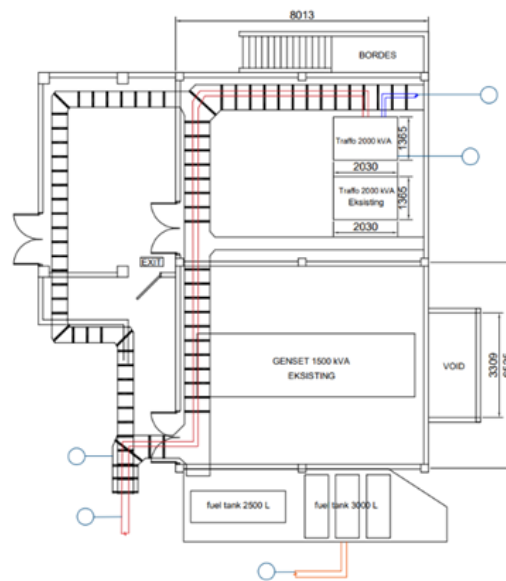 8013
BORDES
Traffo 2000 kVA
1365
2030
Traffo 2000 kVA
Eksisting
1365
2030
EXIT
GENSET 1500 kVA
EKSISTING
VOID
3309
fuel tank 2500 L
fuel tank 3000 L